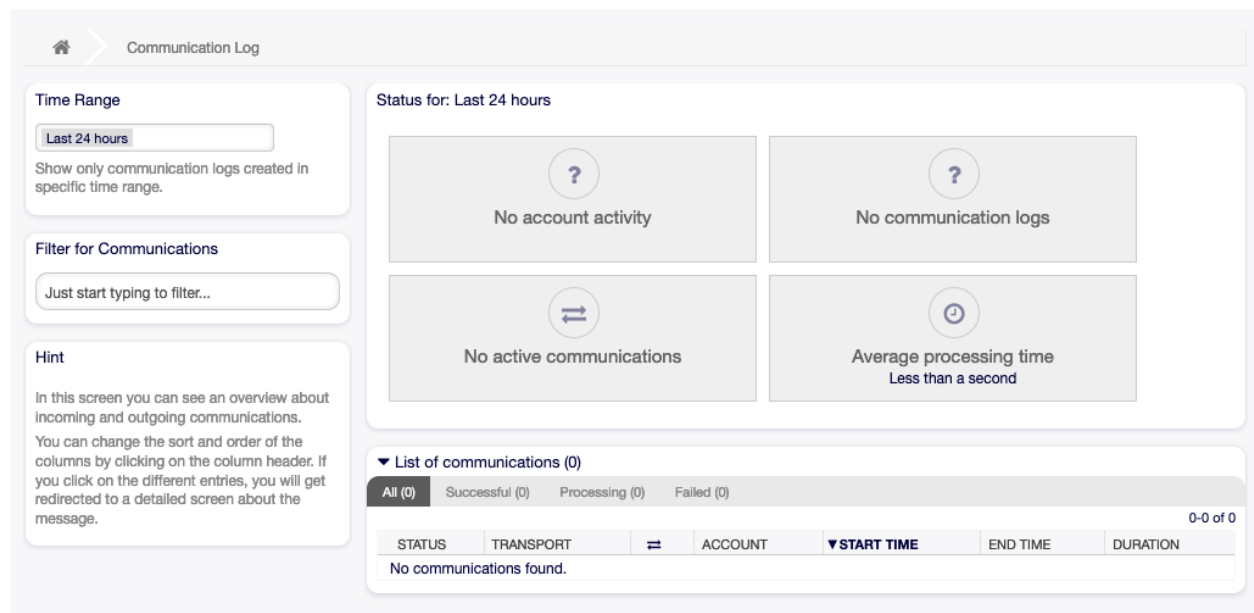 Communication Log
Time Range
Last 24 hours
Show only communication logs created in
specific time range.
Filter for Communications
Just start typing to filter...
Hint
In this screen you can see an overview about
incoming and outgoing communications.
You can change the sort and order of the
columns by clicking on the column header. If
you click on the different entries, you will get
redirected to a detailed screen about the
message.
Status for: Last 24 hours
?
No account activity
?
No communication logs
No active communications
Average processing time
Less than a second
▼ List of communications (0)
All (0) Successful (0) Processing (0) Failed (0)
0-0 of 0
STATUS TRANSPORT ⇄ ACCOUNT ▼START TIME END TIME DURATION
No communications found.